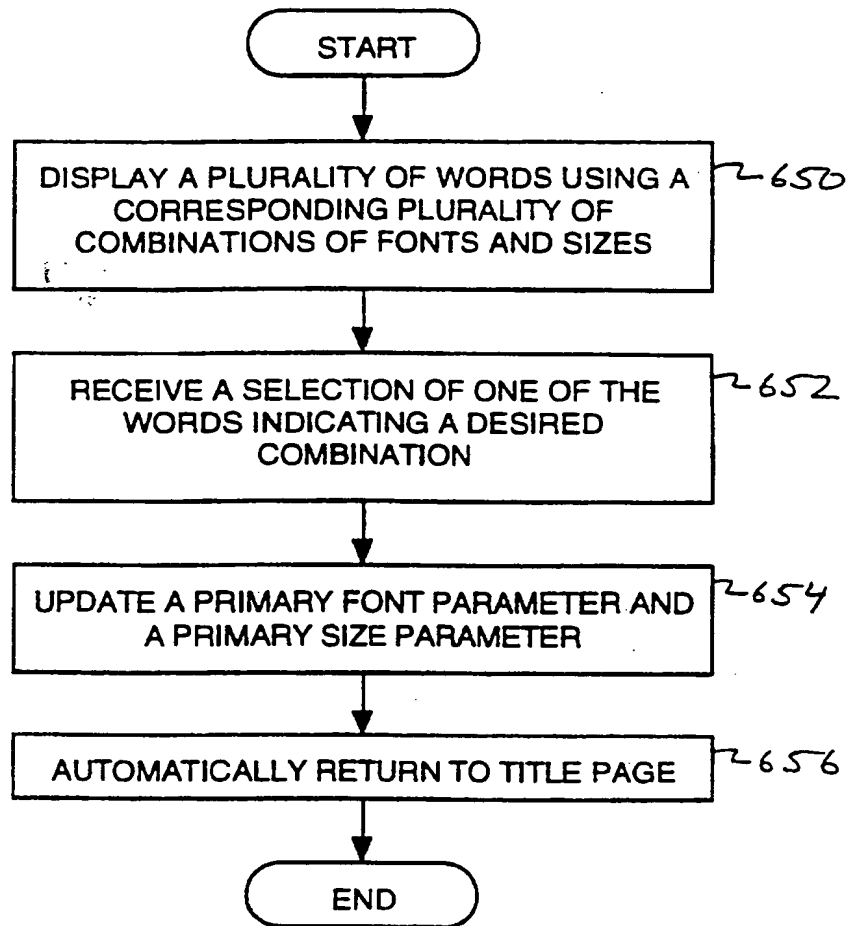 START
DISPLAY A PLURALITY OF WORDS USING A
CORRESPONDING PLURALITY OF
COMBINATIONS OF FONTS AND SIZES
650
RECEIVE A SELECTION OF ONE OF THE
WORDS INDICATING A DESIRED
COMBINATION
652
UPDATE A PRIMARY FONT PARAMETER AND
A PRIMARY SIZE PARAMETER
654
AUTOMATICALLY RETURN TO TITLE PAGE
656
END